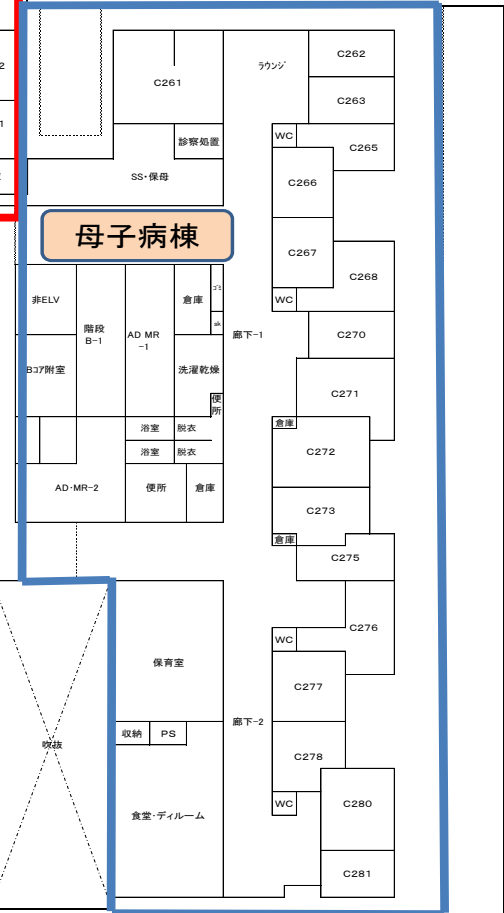 2
1
C261
ラウンジ
C262
C263
診察処置
WC
C265
SS・保母
C266
母子病棟
C267
C268
WC
非ELV
階段
B-1
AD MR
-1
倉庫
ゴミ
sk
廊下-1
C270
Bコア附室
洗濯乾燥
便
所
C271
浴室
脱衣
倉庫
浴室
脱衣
C272
AD・MR-2
便所
倉庫
C273
倉庫
C275
C276
WC
保育室
C277
収納
PS
廊下-2
吹抜
C278
WC
C280
食堂・ディルーム
C281